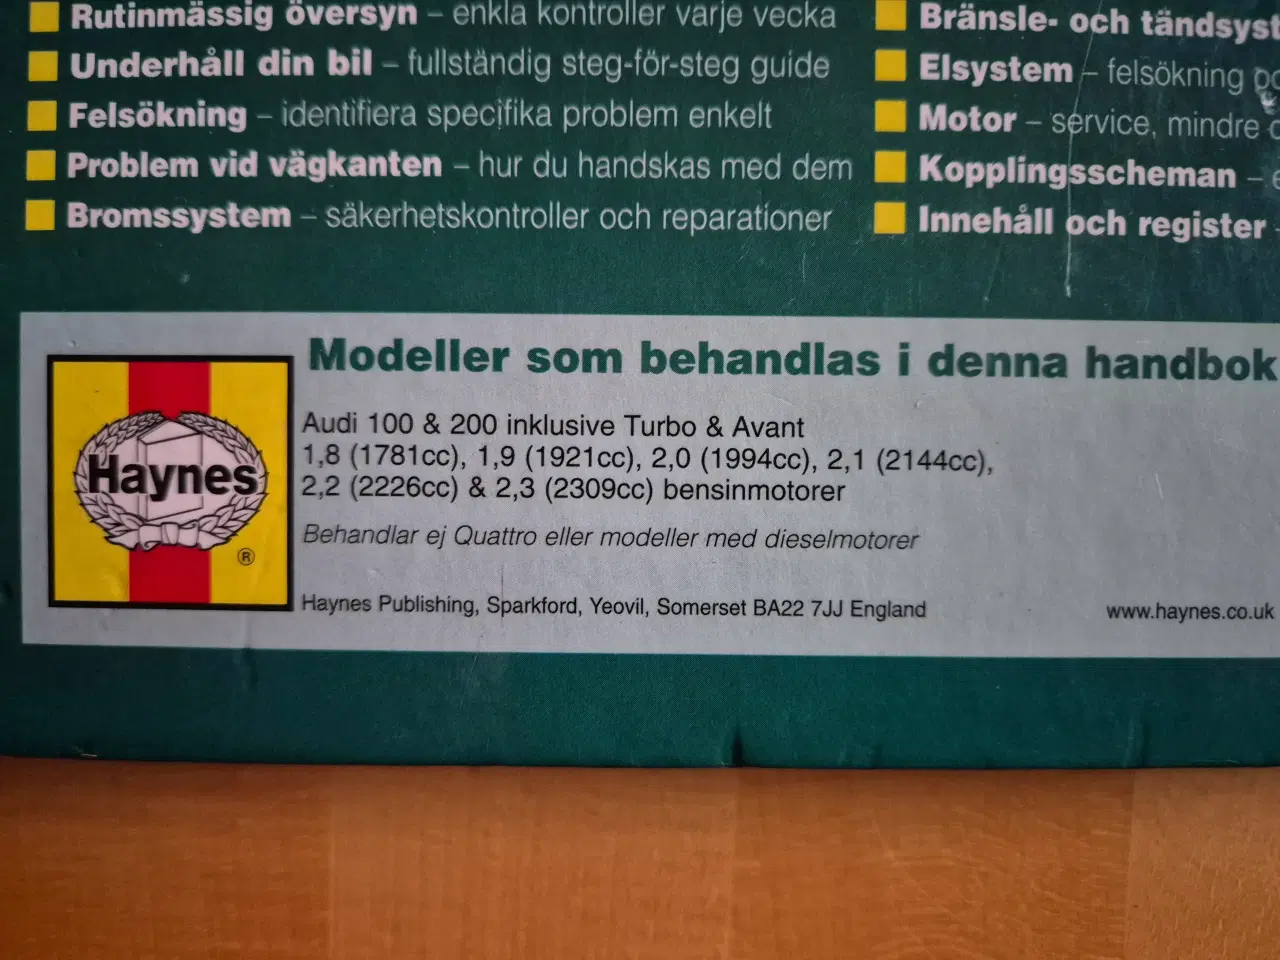 Rutinmässig översyn – enkla kontroller varje vecka
Underhåll din bil – fullständig steg-för-steg guide
Felsökning – identifiera specifika problem enkelt
Problem vid vägkanten – hur du handskas med dem
Bromssystem – säkerhetskontroller och reparationer
Bränsle- och tändsyst
Elsystem – felsökning
Motor – service, mindre
Kopplingsscheman –
Innehåll och register -
Modeller som behandlas i denna handbok
Haynes
®
Audi 100 & 200 inklusive Turbo & Avant
1,8 (1781cc), 1,9 (1921cc), 2,0 (1994cc), 2,1 (2144cc),
2,2 (2226cc) & 2,3 (2309cc) bensinmotorer
Behandlar ej Quattro eller modeller med dieselmotorer
Haynes Publishing, Sparkford, Yeovil, Somerset BA22 7JJ England
www.haynes.co.uk